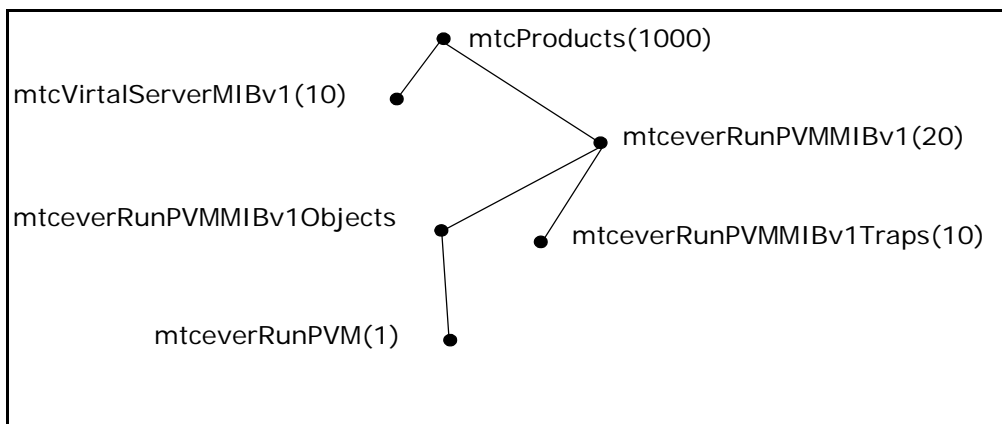 mtcProducts(1000)
mtcVirtalServerMIBv1(10)
mtceverRunPVMMIBv1(20)
mtceverRunPVMMIBv1Objects
mtceverRunPVMMIBv1Traps(10)
mtceverRunPVM(1)